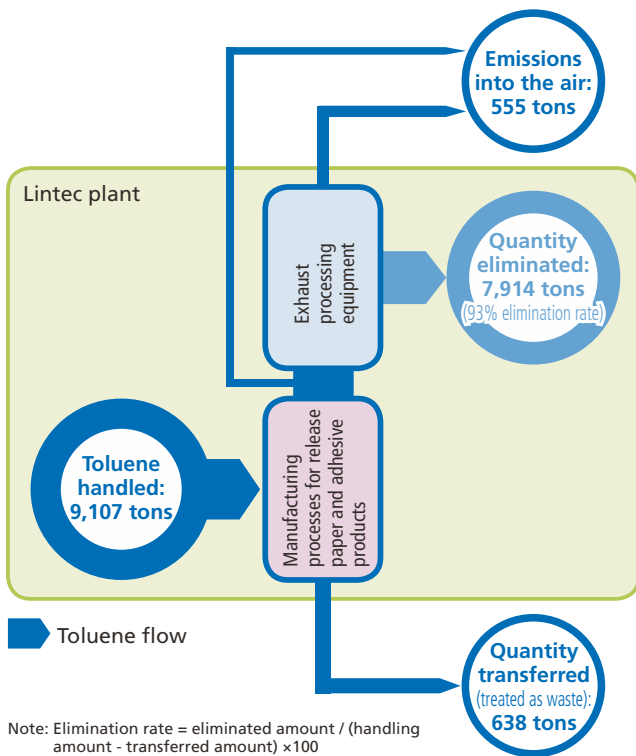 Emissions
into the air:
555 tons
Lintec plant
Exhaust
processing
equipment
Quantity
eliminated:
7,914 tons
(93% elimination rate)
Toluene
handled:
9,107 tons
Manufacturing
processes for release
paper and adhesive
products
Toluene flow
Quantity
transferred
(treated as waste):
638 tons
Note: Elimination rate = eliminated amount / (handling
amount - transferred amount) ×100